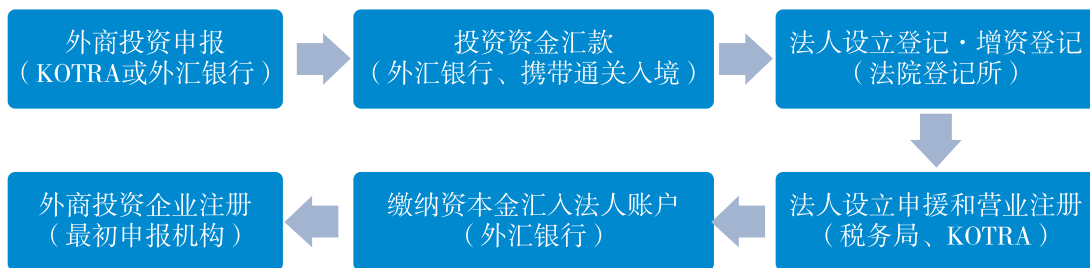 外商投资申报
（KOTRA或外汇银行）
投资资金汇款
（外汇银行、携带通关入境）
法人设立登记·增资登记
（法院登记所）
法人设立申援和营业注册
（税务局、KOTRA）
缴纳资本金汇入法人账户
（外汇银行）
外商投资企业注册
（最初申报机构）